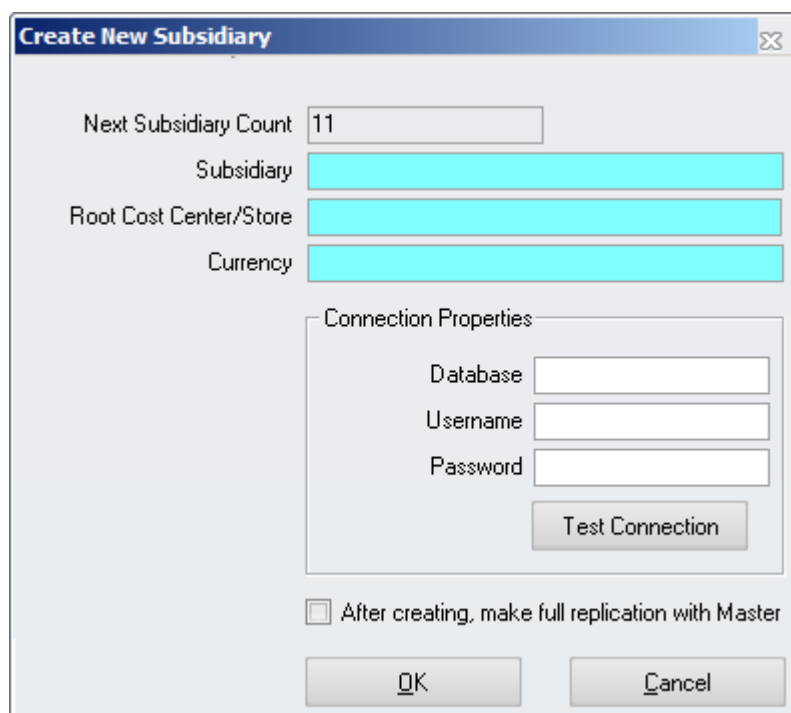 Create New Subsidiary
Next Subsidiary Count 11
Subsidiary
Root Cost Center/Store
Currency
Connection Properties
Database
Username
Password
Test Connection
After creating, make full replication with Master
OK Cancel